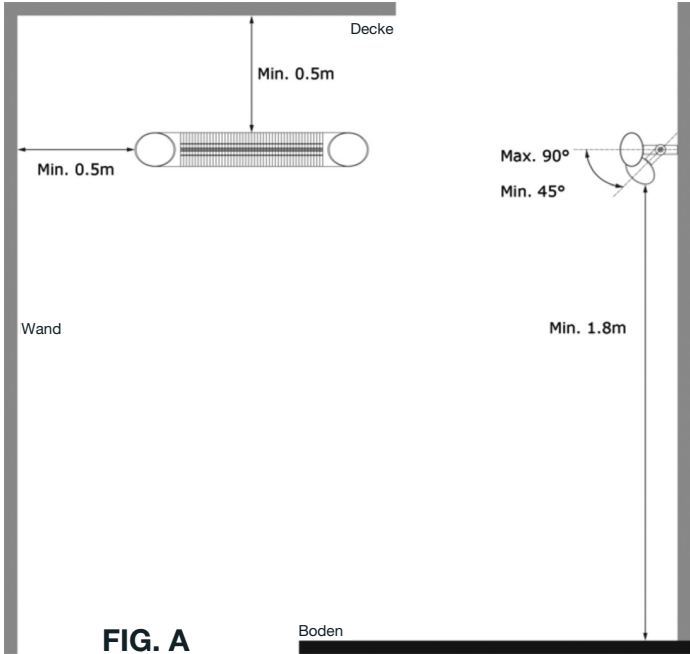 Decke
Min. 0.5m
Min. 0.5m
Max. 90°
Min. 45°
Wand
Min. 1.8m
Boden
FIG. A